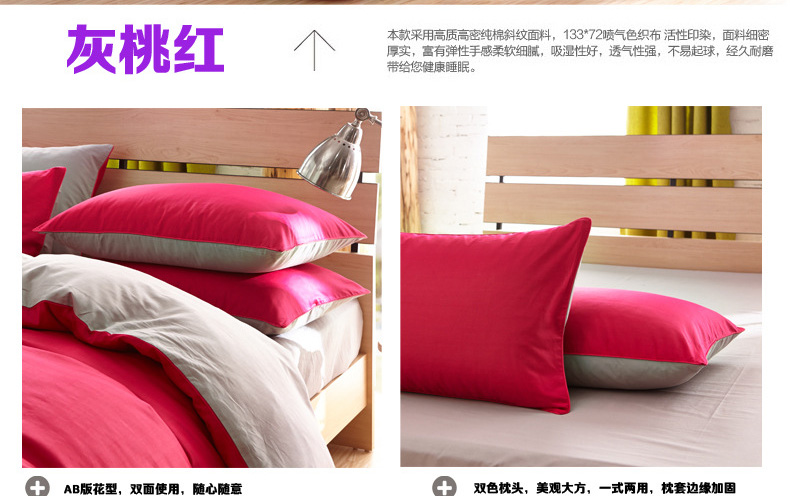 灰桃红
本款采用高质高密纯棉斜纹面料，133*72喷气色织布 活性印染，面料细密
厚实，富有弹性手感柔软细腻，吸湿性好，透气性强，不易起球，经久耐磨
带给您健康睡眠。
AB版花型，双面使用，随心随意
双色枕头，美观大方，一式两用，枕套边缘加固